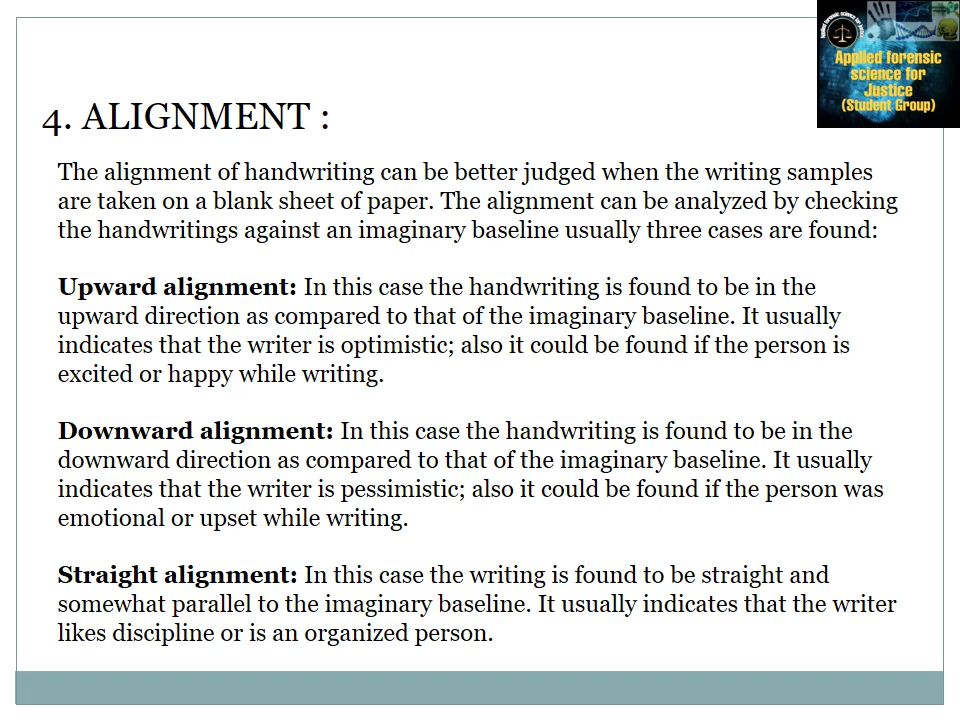 Applied forensic science for Justice
Applied forensic
science for
Justice
(Student Group)
4. ALIGNMENT :
The alignment of handwriting can be better judged when the writing samples
are taken on a blank sheet of paper. The alignment can be analyzed by checking
the handwritings against an imaginary baseline usually three cases are found:
Upward alignment: In this case the handwriting is found to be in the
upward direction as compared to that of the imaginary baseline. It usually
indicates that the writer is optimistic; also it could be found if the person is
excited or happy while writing.
Downward alignment: In this case the handwriting is found to be in the
downward direction as compared to that of the imaginary baseline. It usually
indicates that the writer is pessimistic; also it could be found if the person was
emotional or upset while writing.
Straight alignment: In this case the writing is found to be straight and
somewhat parallel to the imaginary baseline. It usually indicates that the writer
likes discipline or is an organized person.